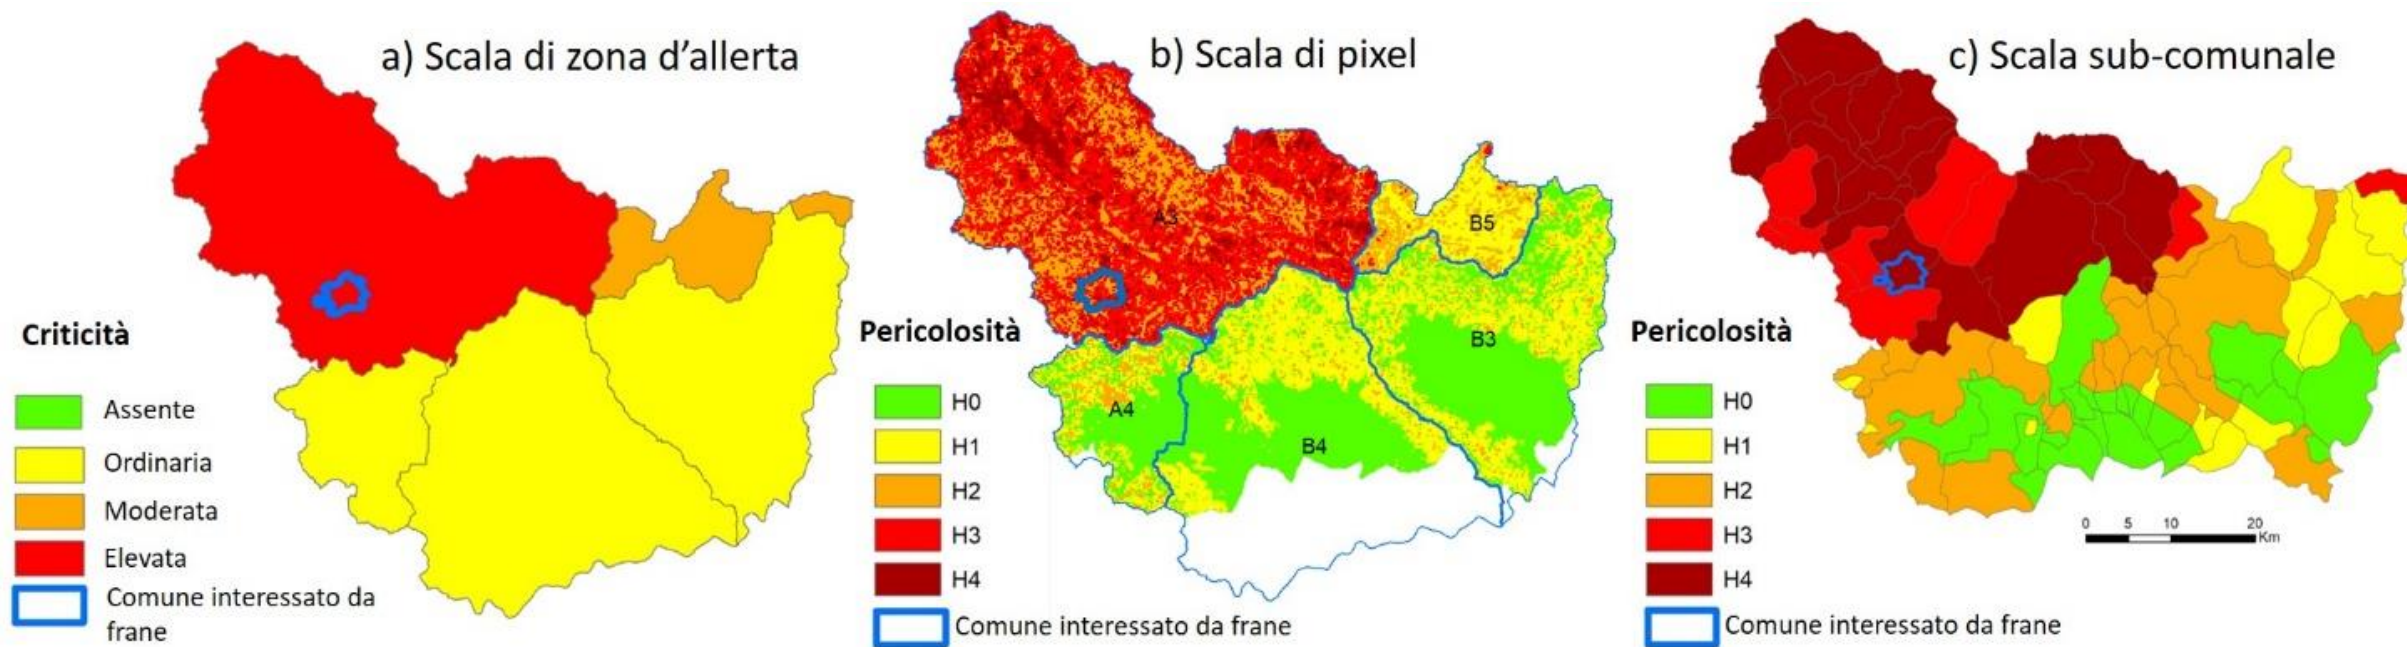 a) Scala di zona d'allerta
Criticità
Assente
Ordinaria
Moderata
Elevata
Comune interessato da
frane
b) Scala di pixel
A3
B5
B3
A4
B4
Pericolosità
H0
H1
H2
H3
H4
Comune interessato da frane
c) Scala sub-comunale
Pericolosità
H0
H1
H2
H3
H4
Comune interessato da frane
0 5 10 20
Km